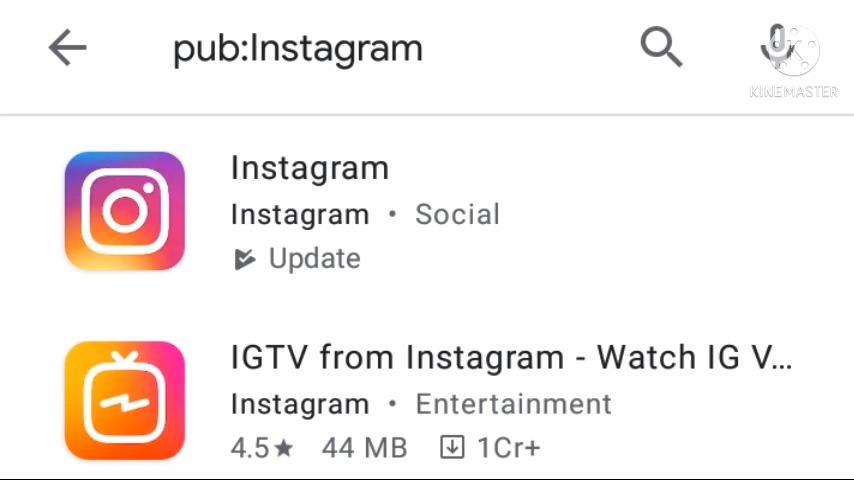 pub:Instagram
KINEMASTER
Instagram
Instagram • Social
Update
IGTV from Instagram - Watch IG V...
Instagram • Entertainment
4.5★ 44 MB 1Cr+